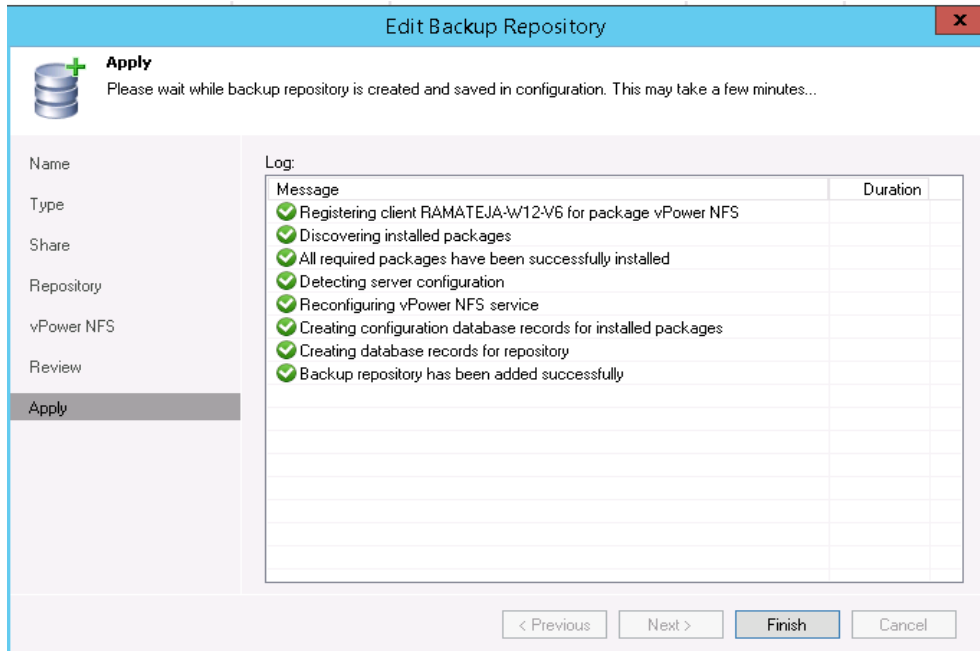 Edit Backup Repository
x
Apply
Please wait while backup repository is created and saved in configuration. This may take a few minutes...
Name
Type
Share
Repository
vPower NFS
Review
Apply
Log:
Message Duration
Registering client RAMATEJA-W12-V6 for package vPower NFS
Discovering installed packages
All required packages have been successfully installed
Detecting server configuration
Reconfiguring vPower NFS service
Creating configuration database records for installed packages
Creating database records for repository
Backup repository has been added successfully
< Previous Next > Finish Cancel